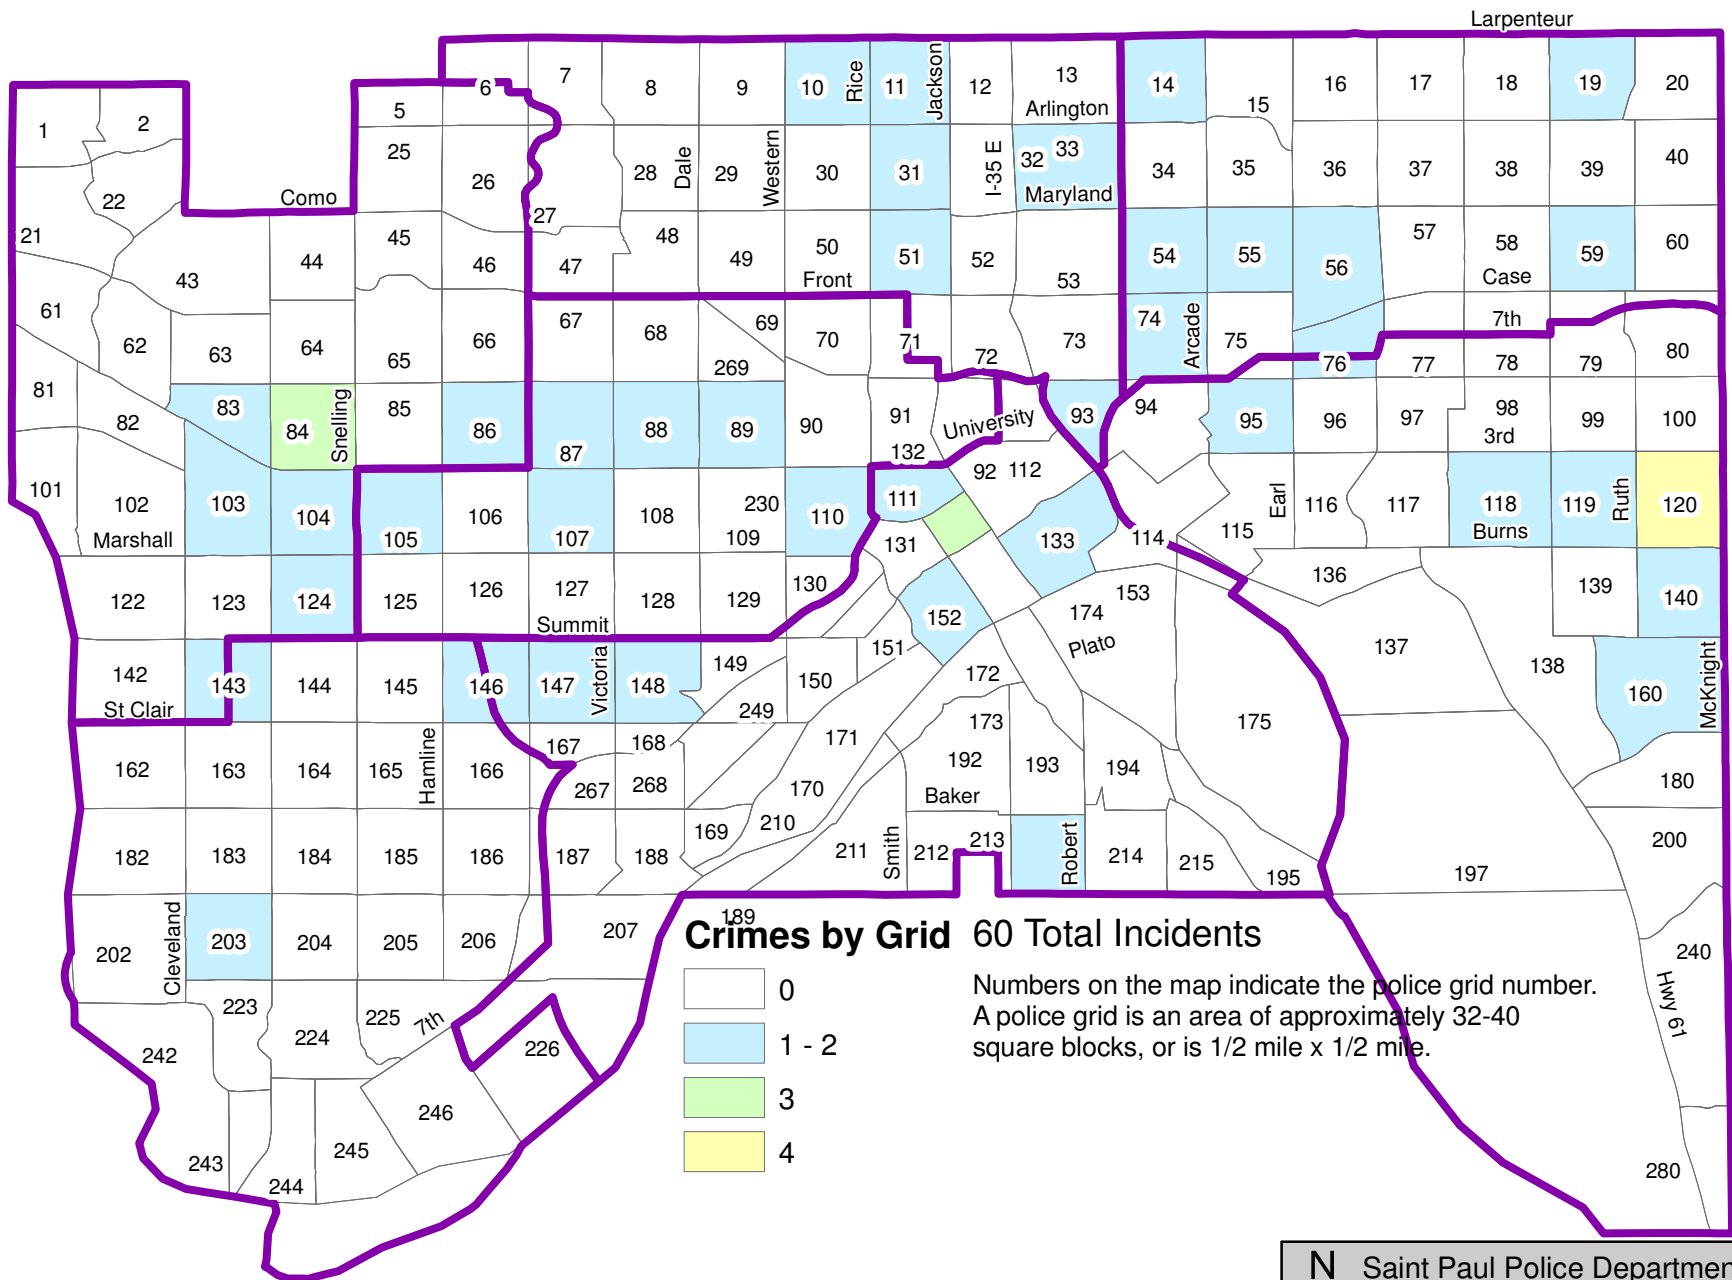 Larpenteur
1 2 5 6 7 8 9 10 Rice 11 Jackson 12 13 14 15 16 17 18 19 20
Arlington
21 22 Como 25 26 27 28 Dale 29 Western 30 31 I-35 E 32 33 34 35 36 37 38 39 40
Maryland
43 44 45 46 47 48 49 50 51 52 53 54 55 56 57 58 59 60
Front Case
61 62 63 64 65 66 67 68 69 269 70 71 72 73 74 Arcade 75 76 77 78 79 80
7th
81 82 83 84 Snelling 85 86 87 88 89 90 91 University 93 94 95 96 97 98 99 100
3rd
132 92 112
101 102 103 104 105 106 107 108 230 109 110 111 131 133 114 115 Earl 116 117 118 119 Ruth 120
Marshall Burns
122 123 124 125 126 127 128 129 130 152 174 153 136 139 140
Summit Plato
142 143 144 145 146 147 Victoria 148 149 150 151 172 137 138 160 McKnight
St Clair 249 173 175
162 163 164 165 Hamline 166 167 168 267 268 170 171 192 193 194 180
Baker
182 183 184 185 186 187 188 169 210 211 Smith 212 213 Robert 214 215 195 197 200
202 Cleveland 203 204 205 206 207 189 240
Hwy 61
223 224 225 7th 226
242 243 244 245 246 280
Crimes by Grid
0
1 - 2
3
4
60 Total Incidents
Numbers on the map indicate the police grid number.
A police grid is an area of approximately 32-40
square blocks, or is 1/2 mile x 1/2 mile.
N Saint Paul Police Departmen